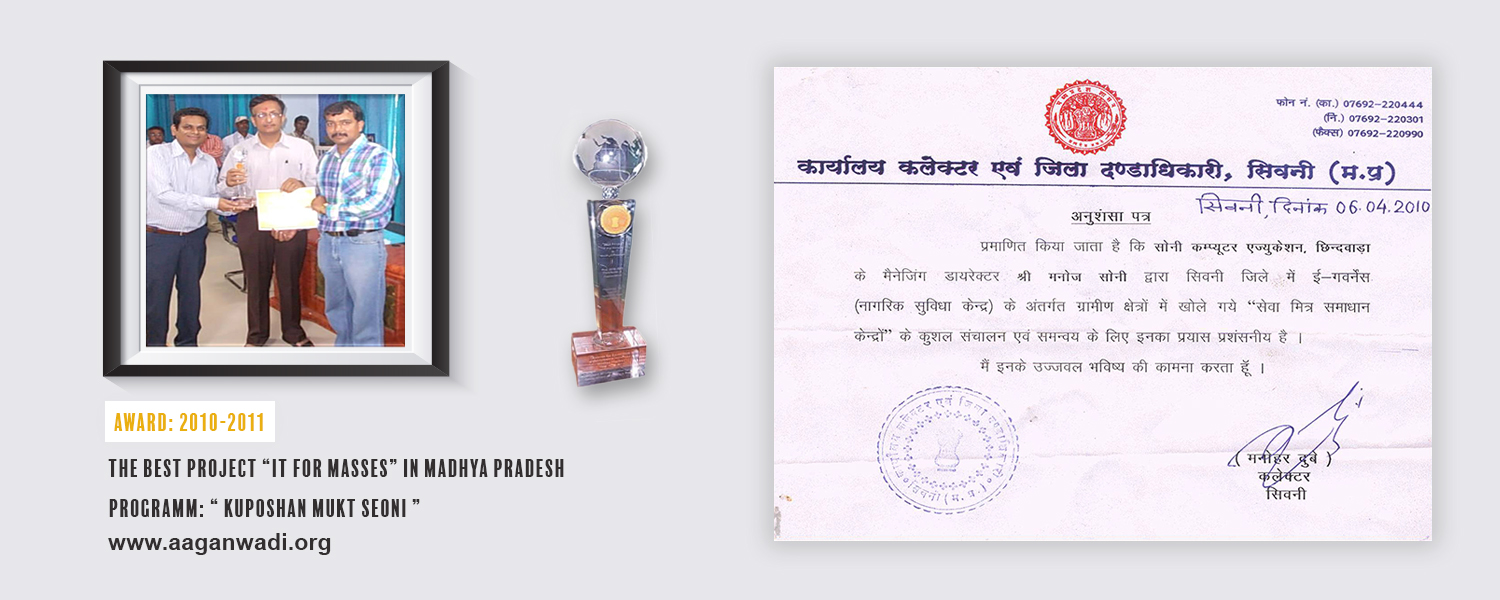 AWARD: 2010-2011
THE BEST PROJECT “IT FOR MASSES” IN MADHYA PRADESH
PROGRAMM: “ KUPOSHAN MUKT SEONI ”
www.aaganwadi.org
फोन नं. (का.) 07692–220444
(नि.) 07692–220301
(फैक्स) 07692–220990
कार्यालय कलेक्टर एवं जिला दण्डाधिकारी, सिवनी (म.प्र)
सिवनी, दिनांक 06.04.2010
अनुशंसा पत्र
प्रमाणित किया जाता है कि सोनी कम्प्यूटर एज्युकेशन, छिन्दवाड़ा
के मैनेजिंग डायरेक्टर श्री मनोज सोनी द्वारा सिवनी जिले में ई–गवर्नेंस
(नागरिक सुविधा केन्द्र) के अंतर्गत ग्रामीण क्षेत्रों में खोले गये “सेवा मित्र समाधान
केन्द्रों” के कुशल संचालन एवं समन्वय के लिए इनका प्रयास प्रशंसनीय है ।
मैं इनके उज्जवल भविष्य की कामना करता हूँ ।
( मनोहर दुबे )
कलेक्टर
सिवनी